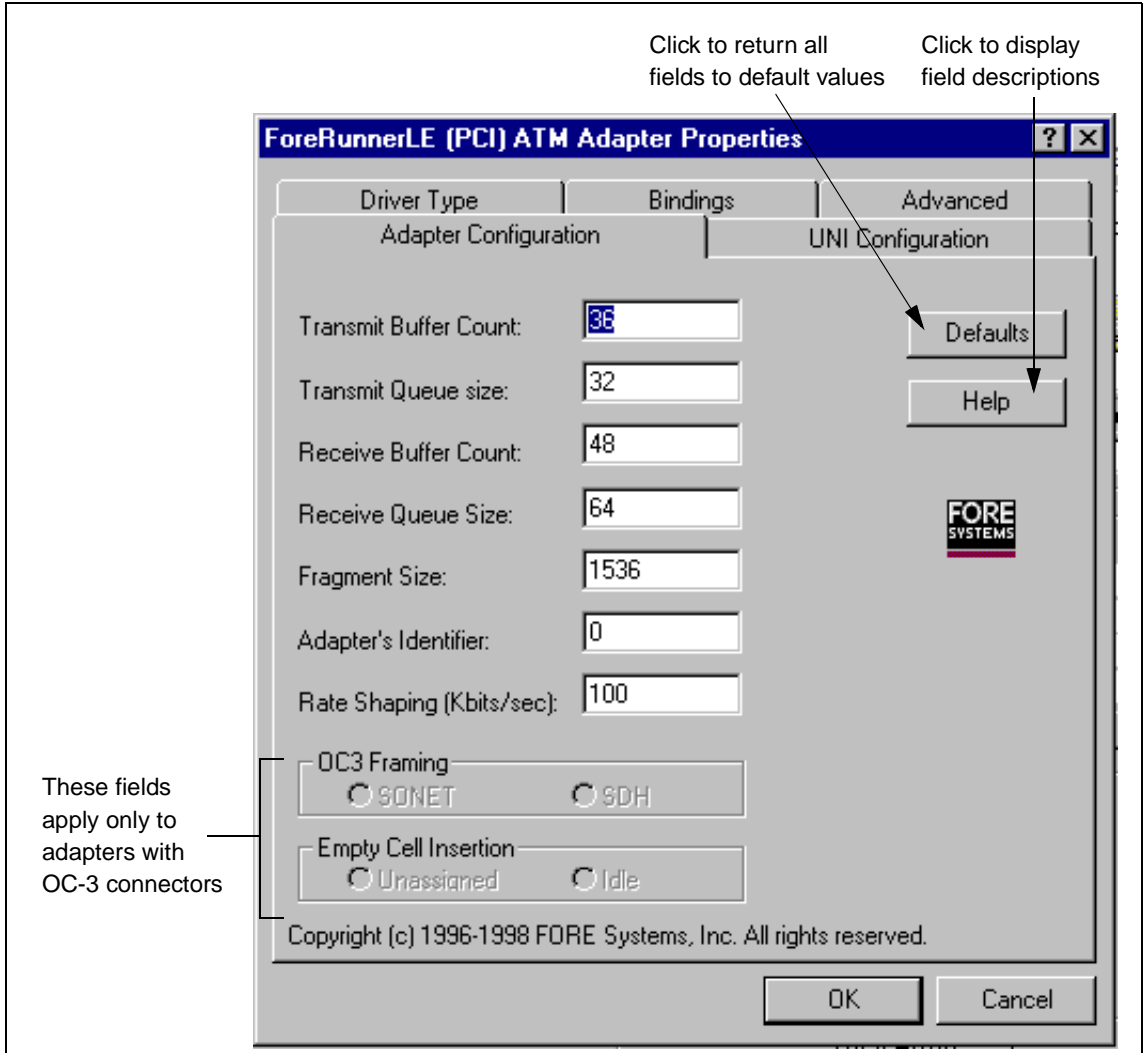 Click to return all
fields to default values
Click to display
field descriptions
ForeRunnerLE (PCI) ATM Adapter Properties
Driver Type
Bindings
Advanced
Adapter Configuration
UNI Configuration
Transmit Buffer Count:
36
Defaults
Transmit Queue size:
32
Help
Receive Buffer Count:
48
Receive Queue Size:
64
FORE
SYSTEMS
Fragment Size:
1536
Adapter's Identifier:
0
Rate Shaping (Kbits/sec):
100
These fields
apply only to
adapters with
OC-3 connectors
OC3 Framing
SONET
SDH
Empty Cell Insertion
Unassigned
Idle
Copyright (c) 1996-1998 FORE Systems, Inc. All rights reserved.
OK
Cancel